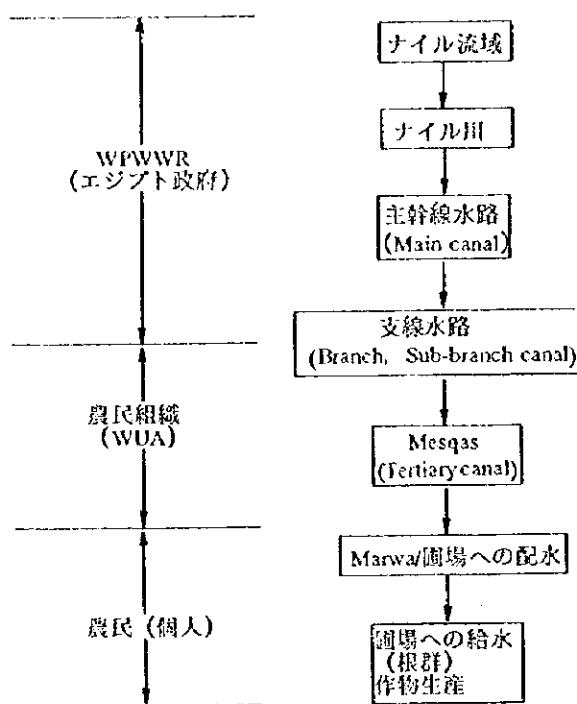 ナイル流域
ナイル川
WPWWR
(エジプト政府)
主幹線水路
(Main canal)
支線水路
(Branch, Sub-branch canal)
農民組織
(WUA)
Mesqas
(Tertiary canal)
Marwa/圃場への配水
農民(個人)
圃場への給水
(根群)
作物生産